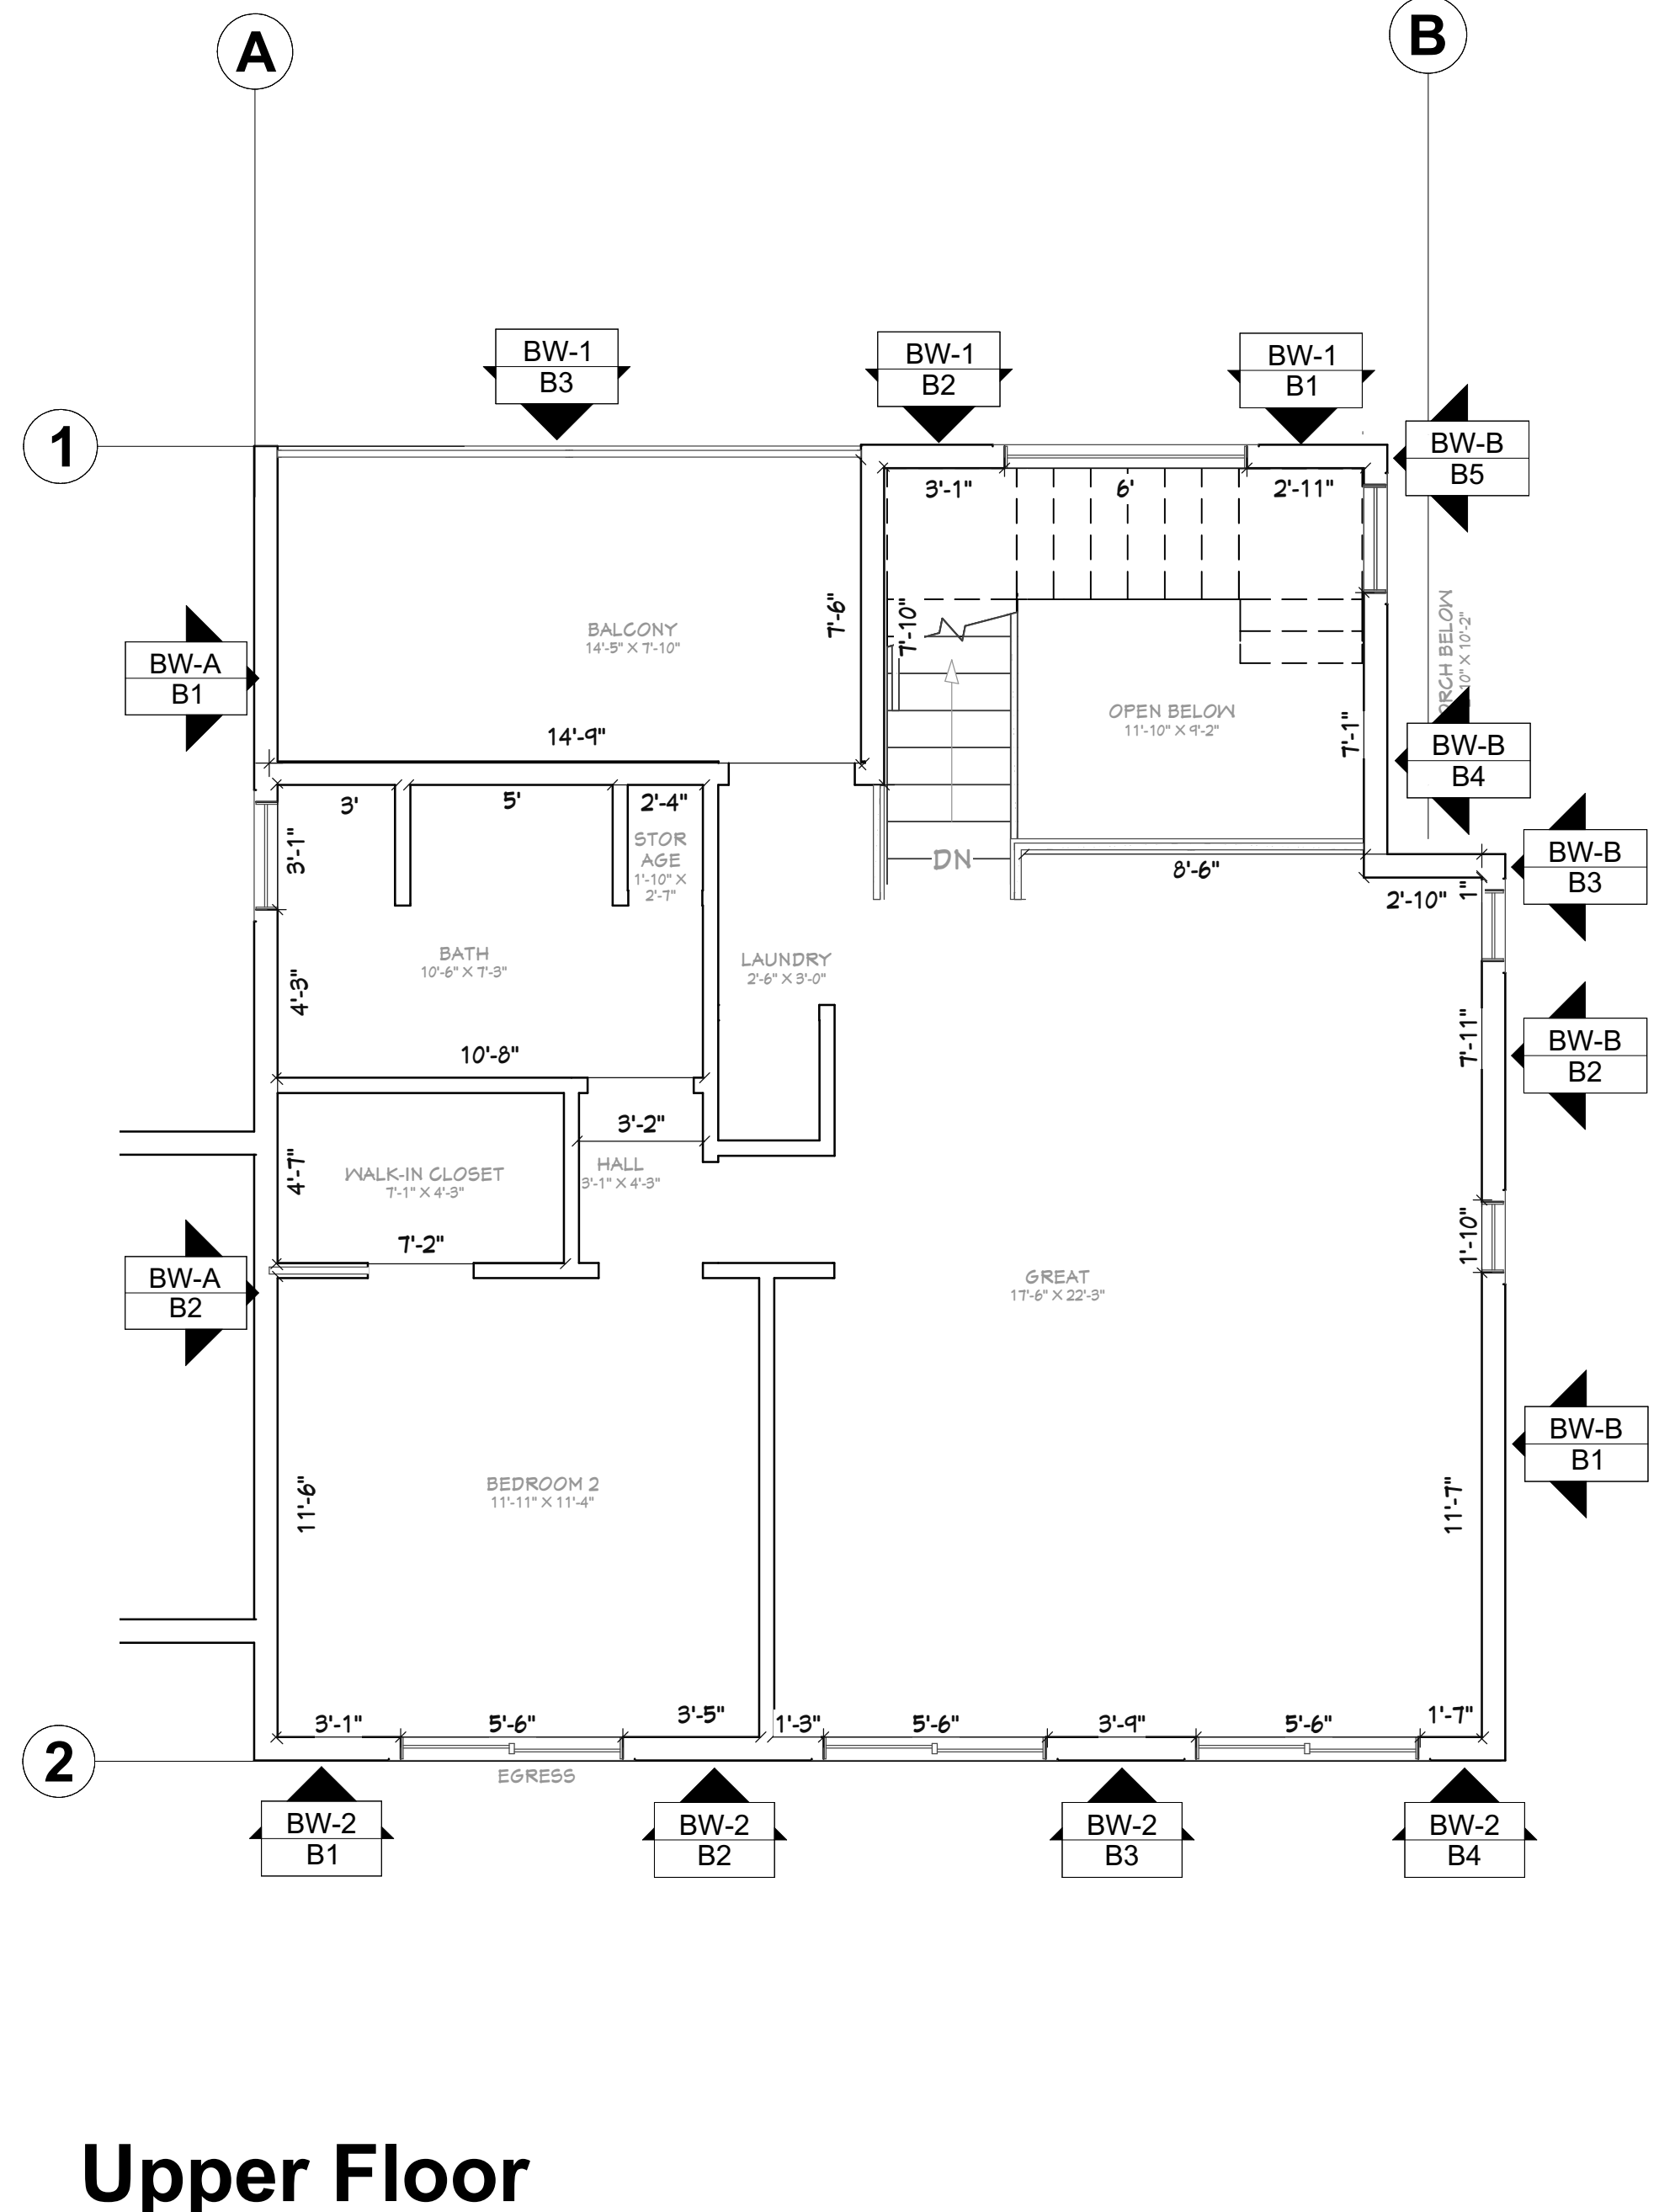 A
B
BW-1
B3
BW-1
B2
BW-1
B1
1
BW-B
B5
3'-1"
6'
2'-11"
7'-6"
7'-10"
BALCONY
14'-5" X 7'-10"
BW-A
B1
ORCH BELOW
10" X 10'-2"
OPEN BELOW
11'-10" X 9'-2"
7'-1"
14'-9"
BW-B
B4
3'
5'
2'-4"
3'-1"
STOR
AGE
1'-10" X
2'-7"
DN
8'-6"
BW-B
B3
2'-10"
1"
BATH
10'-6" X 7'-3"
LAUNDRY
2'-6" X 3'-0"
4'-3"
7'-11"
BW-B
B2
10'-8"
3'-2"
4'-7"
WALK-IN CLOSET
7'-1" X 4'-3"
HALL
3'-1" X 4'-3"
7'-2"
1'-10"
BW-A
B2
GREAT
17'-6" X 22'-3"
BW-B
B1
BEDROOM 2
11'-11" X 11'-4"
11'-6"
11'-7"
3'-1"
5'-6"
3'-5"
1'-3"
5'-6"
3'-9"
5'-6"
1'-7"
2
EGRESS
BW-2
B1
BW-2
B2
BW-2
B3
BW-2
B4
Upper Floor